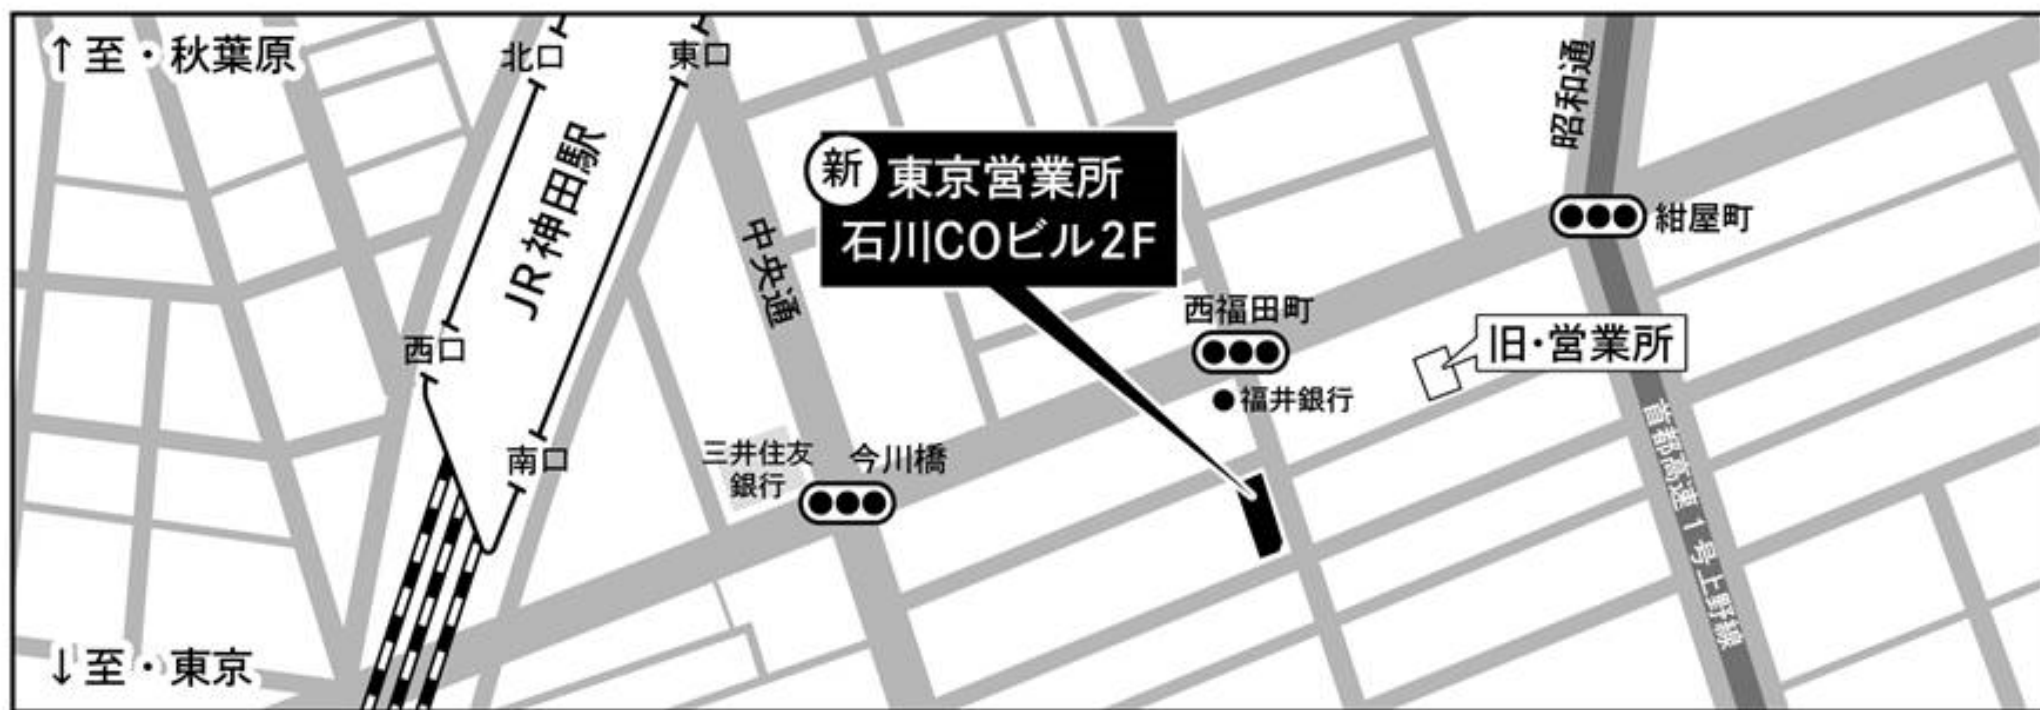 ↑至・秋葉原
北口
東口
JR神田駅
西口
南口
中央通
新
東京営業所
石川COビル2F
昭和通
紺屋町
西福田町
福井銀行
旧・営業所
三井住友
銀行
今川橋
首都高速1号上野線
↓至・東京